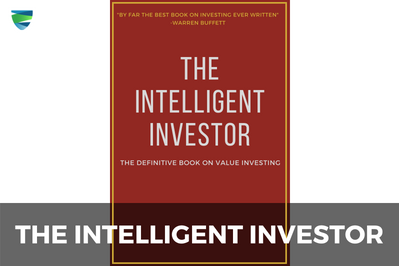 "BY FAR THE BEST BOOK ON INVESTING EVER WRITTEN"
-WARREN BUFFETT
THE
INTELLIGENT
INVESTOR
THE DEFINITIVE BOOK ON VALUE INVESTING
THE INTELLIGENT INVESTOR